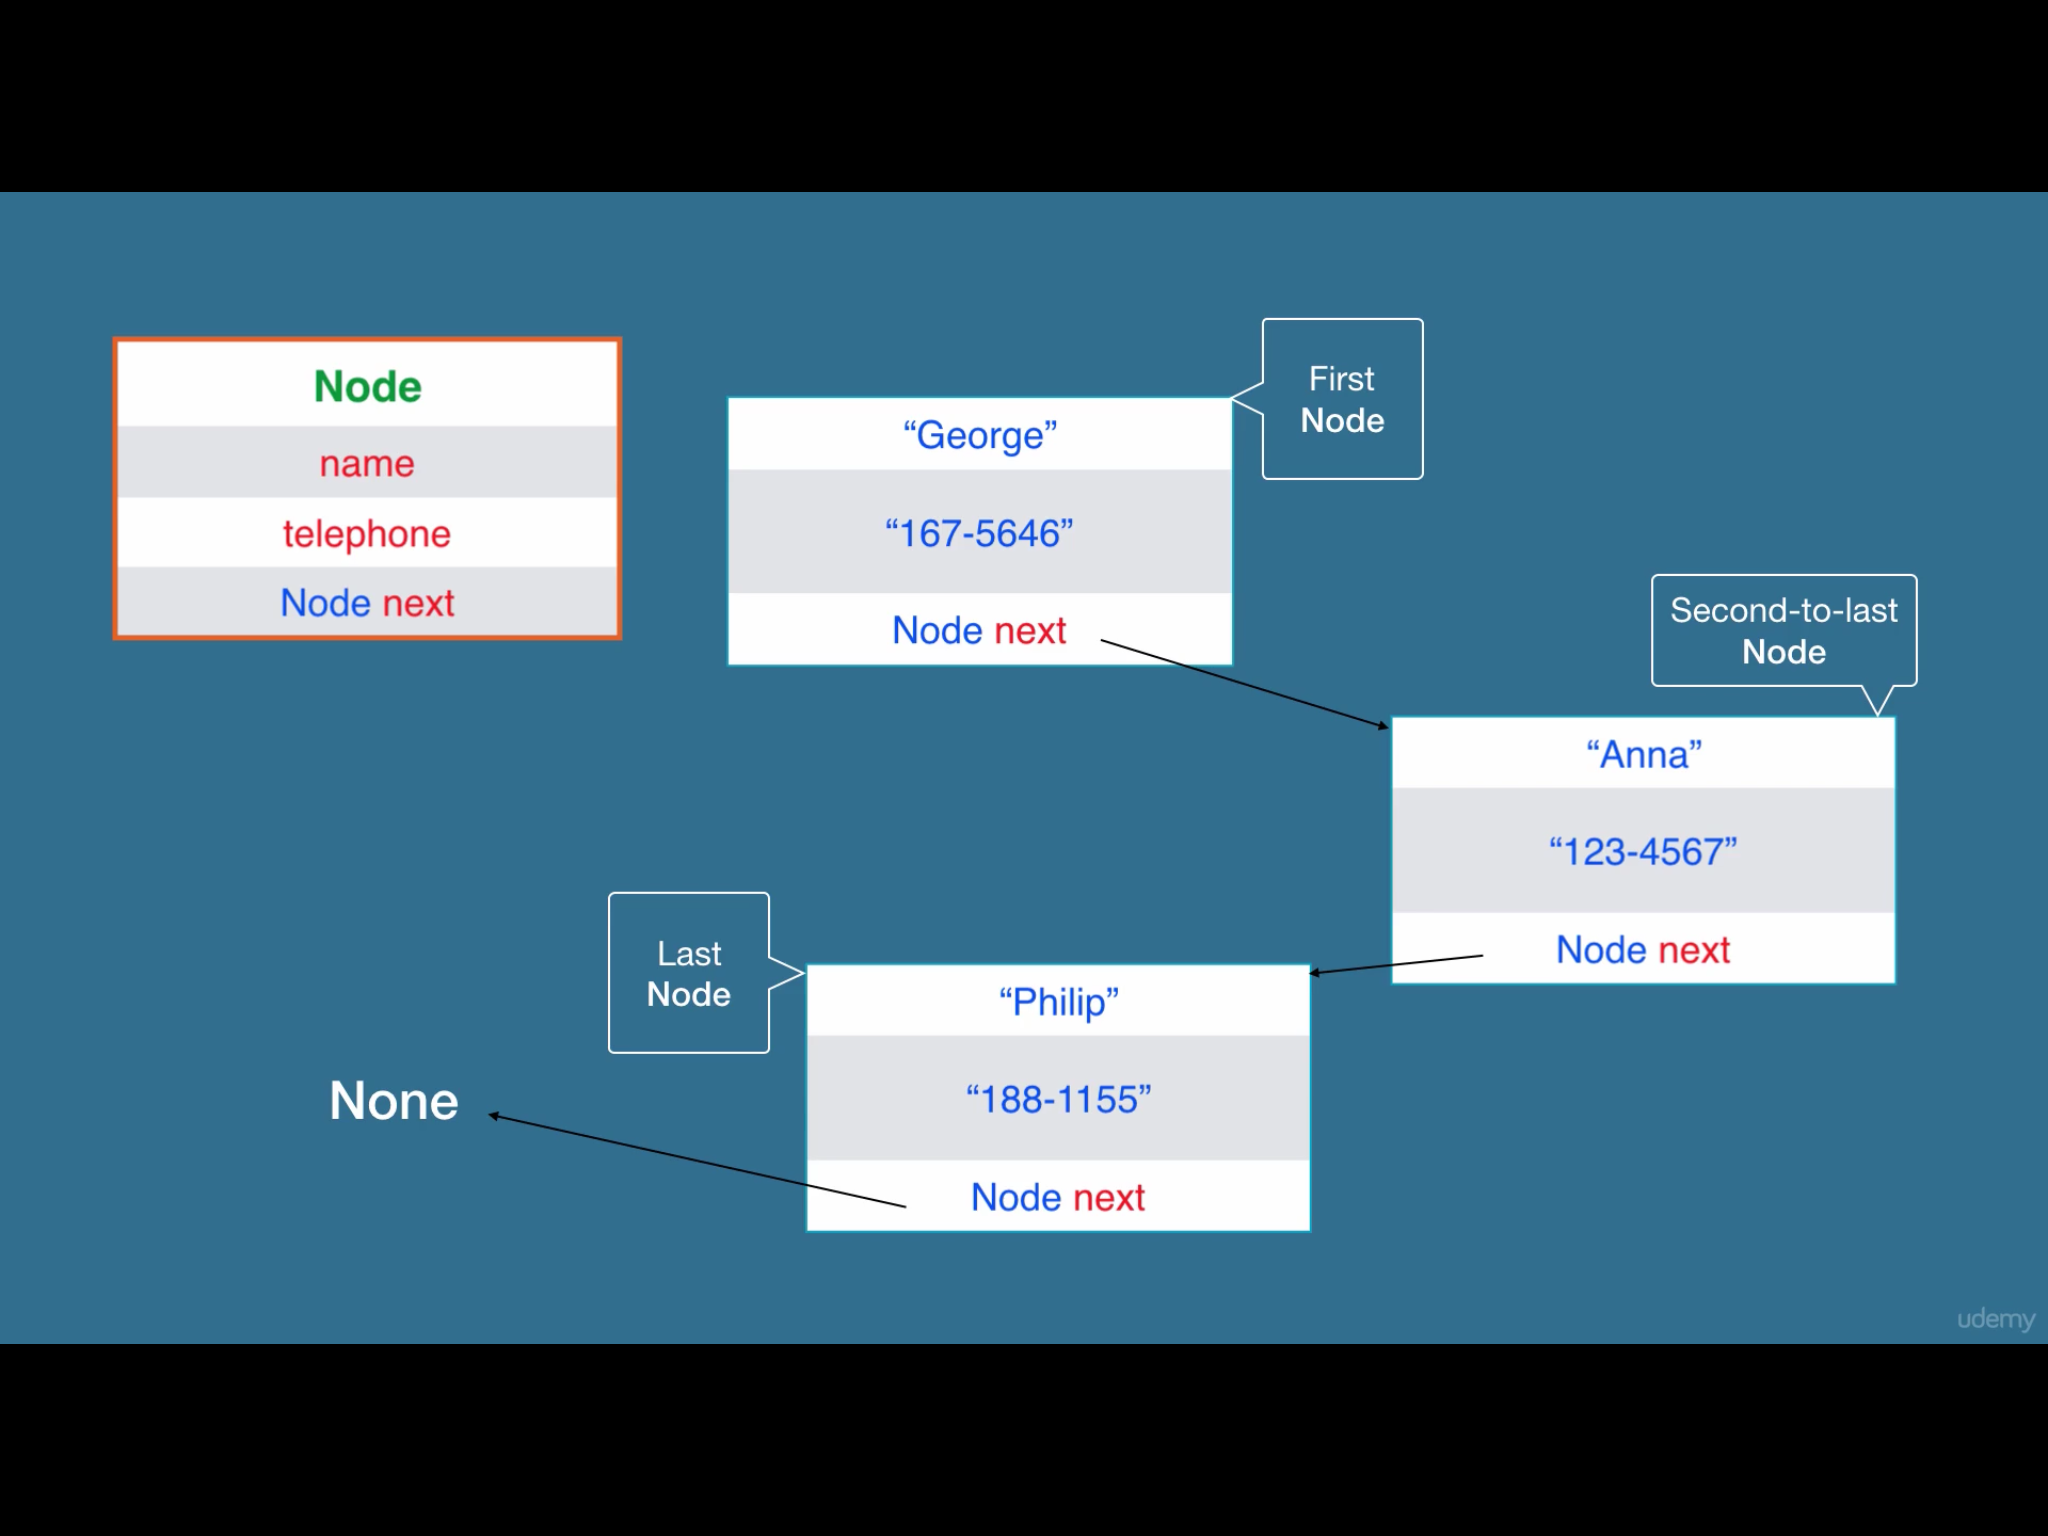 Node
name
telephone
Node next
“George”
“167-5646”
Node next
First
Node
Second-to-last
Node
“Anna”
“123-4567”
Node next
Last
Node
“Philip”
“188-1155”
Node next
None
udemy